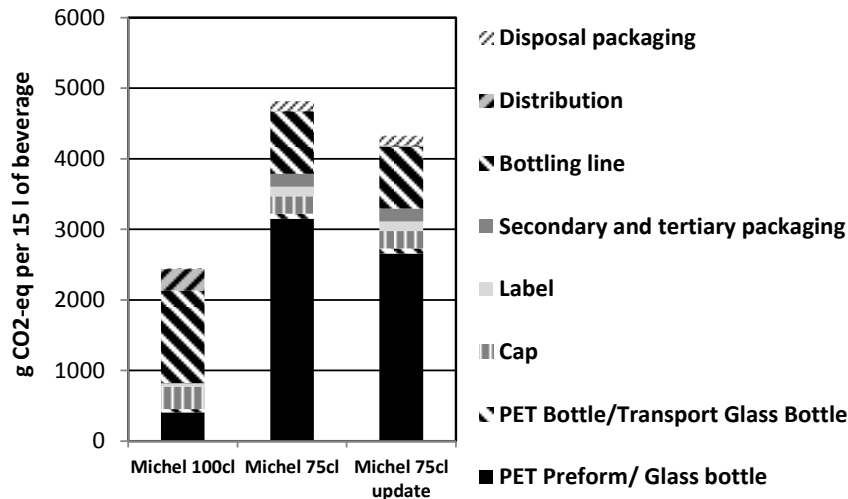 g CO2-eq per 15 l of beverage
6000
5000
4000
3000
2000
1000
0
Michel 100cl
Michel 75cl
Michel 75cl
update
Disposal packaging
Distribution
Bottling line
Secondary and tertiary packaging
Label
Cap
PET Bottle/Transport Glass Bottle
PET Preform/ Glass bottle